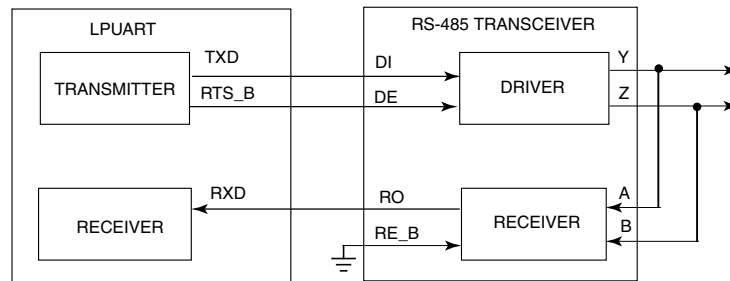 LPUART
RS-485 TRANSCEIVER
TXD
DI
Y
TRANSMITTER
DRIVER
RTS_B
DE
Z
RXD
RO
A
RECEIVER
RECEIVER
RE_B
B